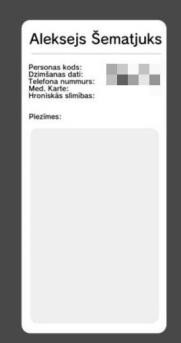 Aleksejs Šematjuks
Personas kods:
Dzimšanas dati:
Telefona nummurs:
Med. Karte:
Hroniskās slimības:
Piezīmes: